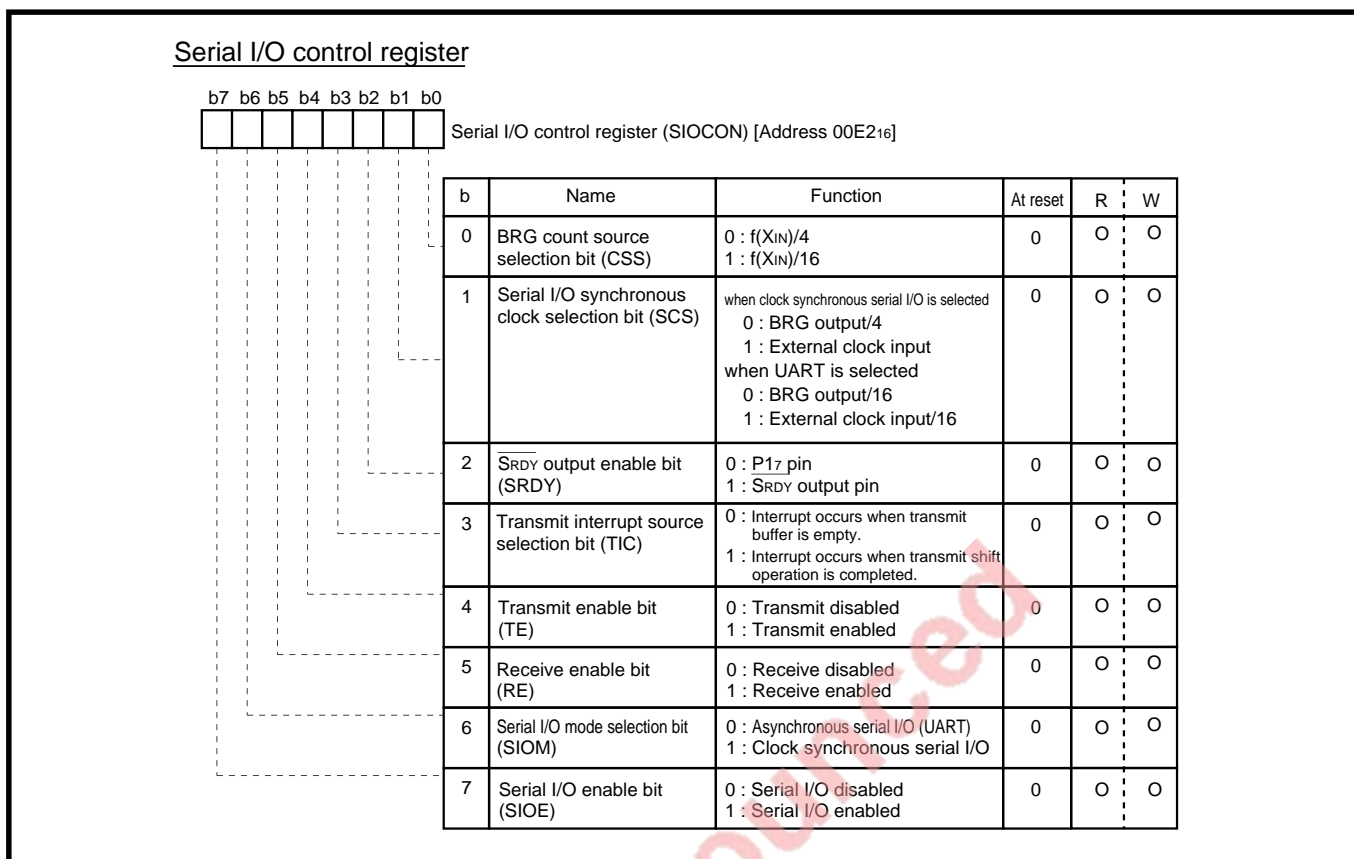 Serial I/O control register
b7 b6 b5 b4 b3 b2 b1 b0
Serial I/O control register (SIOCON) [Address 00E216]
b Name Function At reset R W
0 BRG count source selection bit (CSS) 0 : f(XIN)/4 0 O O
1 : f(XIN)/16
1 Serial I/O synchronous clock selection bit (SCS) when clock synchronous serial I/O is selected 0 O O
0 : BRG output/4
1 : External clock input
when UART is selected
0 : BRG output/16
1 : External clock input/16
2 SRDY output enable bit (SRDY) 0 : P17 pin 0 O O
1 : SRDY output pin
3 Transmit interrupt source selection bit (TIC) 0 : Interrupt occurs when transmit 0 O O
buffer is empty.
1 : Interrupt occurs when transmit shift
operation is completed.
4 Transmit enable bit (TE) 0 : Transmit disabled 0 O O
1 : Transmit enabled
5 Receive enable bit (RE) 0 : Receive disabled 0 O O
1 : Receive enabled
6 Serial I/O mode selection bit (SIOM) 0 : Asynchronous serial I/O (UART) 0 O O
1 : Clock synchronous serial I/O
7 Serial I/O enable bit (SIOE) 0 : Serial I/O disabled 0 O O
1 : Serial I/O enabled